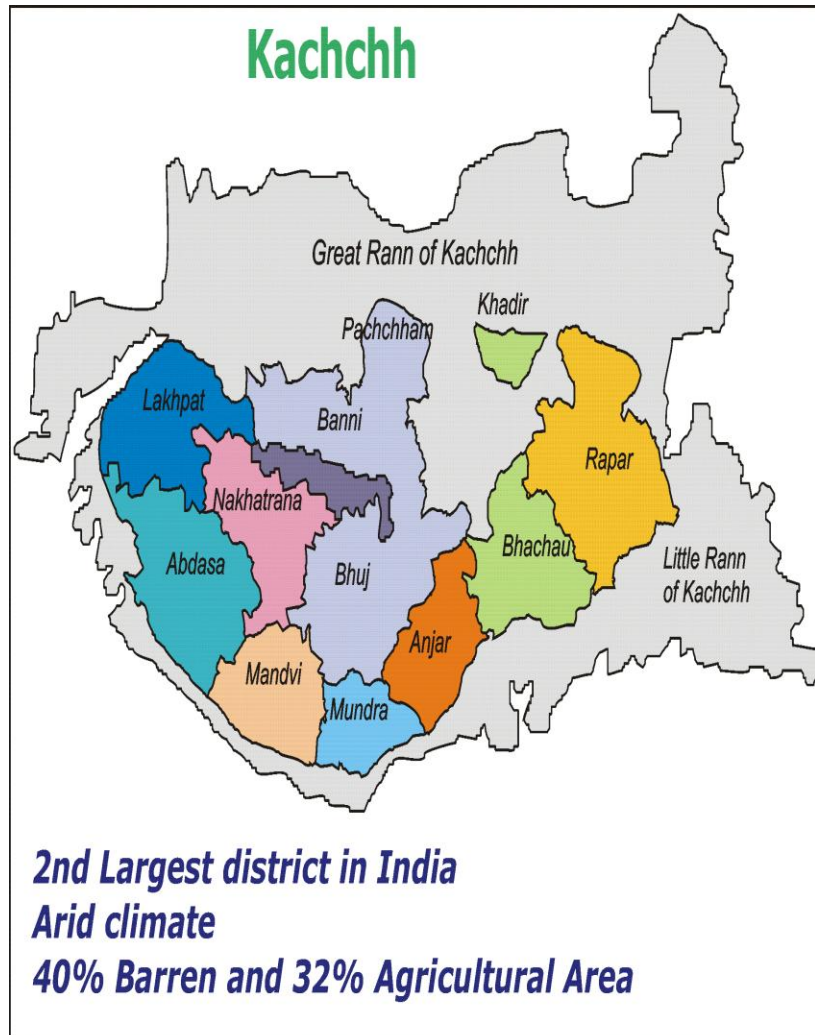 Kachchh
Great Rann of Kachchh
Khadir
Pachchham
Lakhpat
Banni
Rapar
Nakhatrana
Bhachau
Abdasa
Bhuj
Little Rann
of Kachchh
Anjar
Mandvi
Mundra
2nd Largest district in India
Arid climate
40% Barren and 32% Agricultural Area